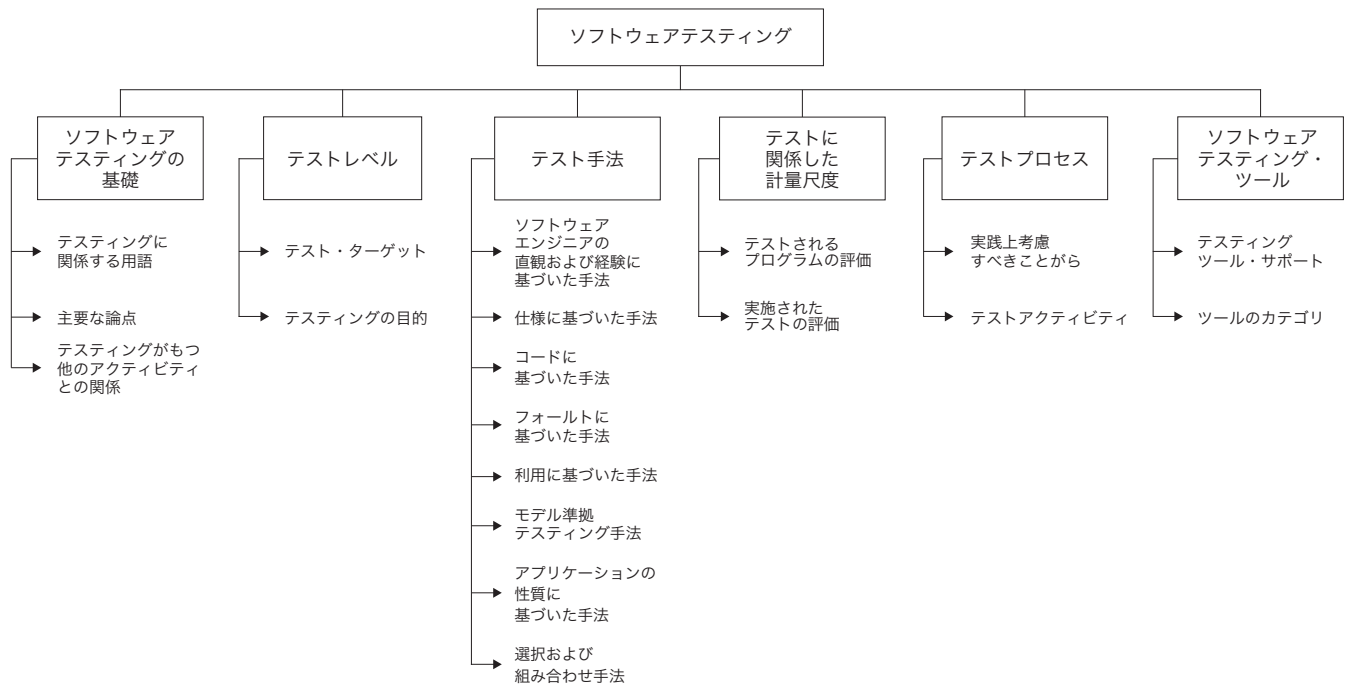 ソフトウェアテスティング
ソフトウェア
テスティングの
基礎
テスティングに
関係する用語
主要な論点
テスティングがもつ
他のアクティビティ
との関係
テストレベル
テスト・ターゲット
テスティングの目的
テスト手法
ソフトウェア
エンジニアの
直観および経験に
基づいた手法
仕様に基づいた手法
コードに
基づいた手法
フォールトに
基づいた手法
利用に基づいた手法
モデル準拠
テスティング手法
アプリケーションの
性質に
基づいた手法
選択および
組み合わせ手法
テストに
関係した
計量尺度
テストされる
プログラムの評価
実施された
テストの評価
テストプロセス
実践上考慮
すべきことがら
テストアクティビティ
ソフトウェア
テスティング・
ツール
テスティング
ツール・サポート
ツールのカテゴリ